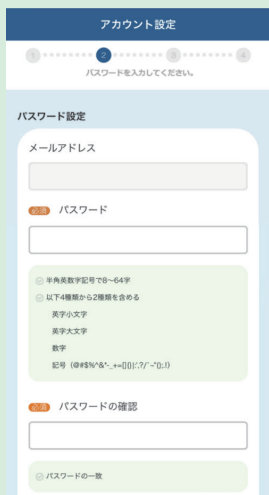 アカウント設定
1 2 3 4
パスワードを入力してください。
パスワード設定
メールアドレス
必須 パスワード
半角英数字記号で8〜64字
以下4種類から2種類を含める
英字小文字
英字大文字
数字
必須 パスワードの確認
パスワードの一致